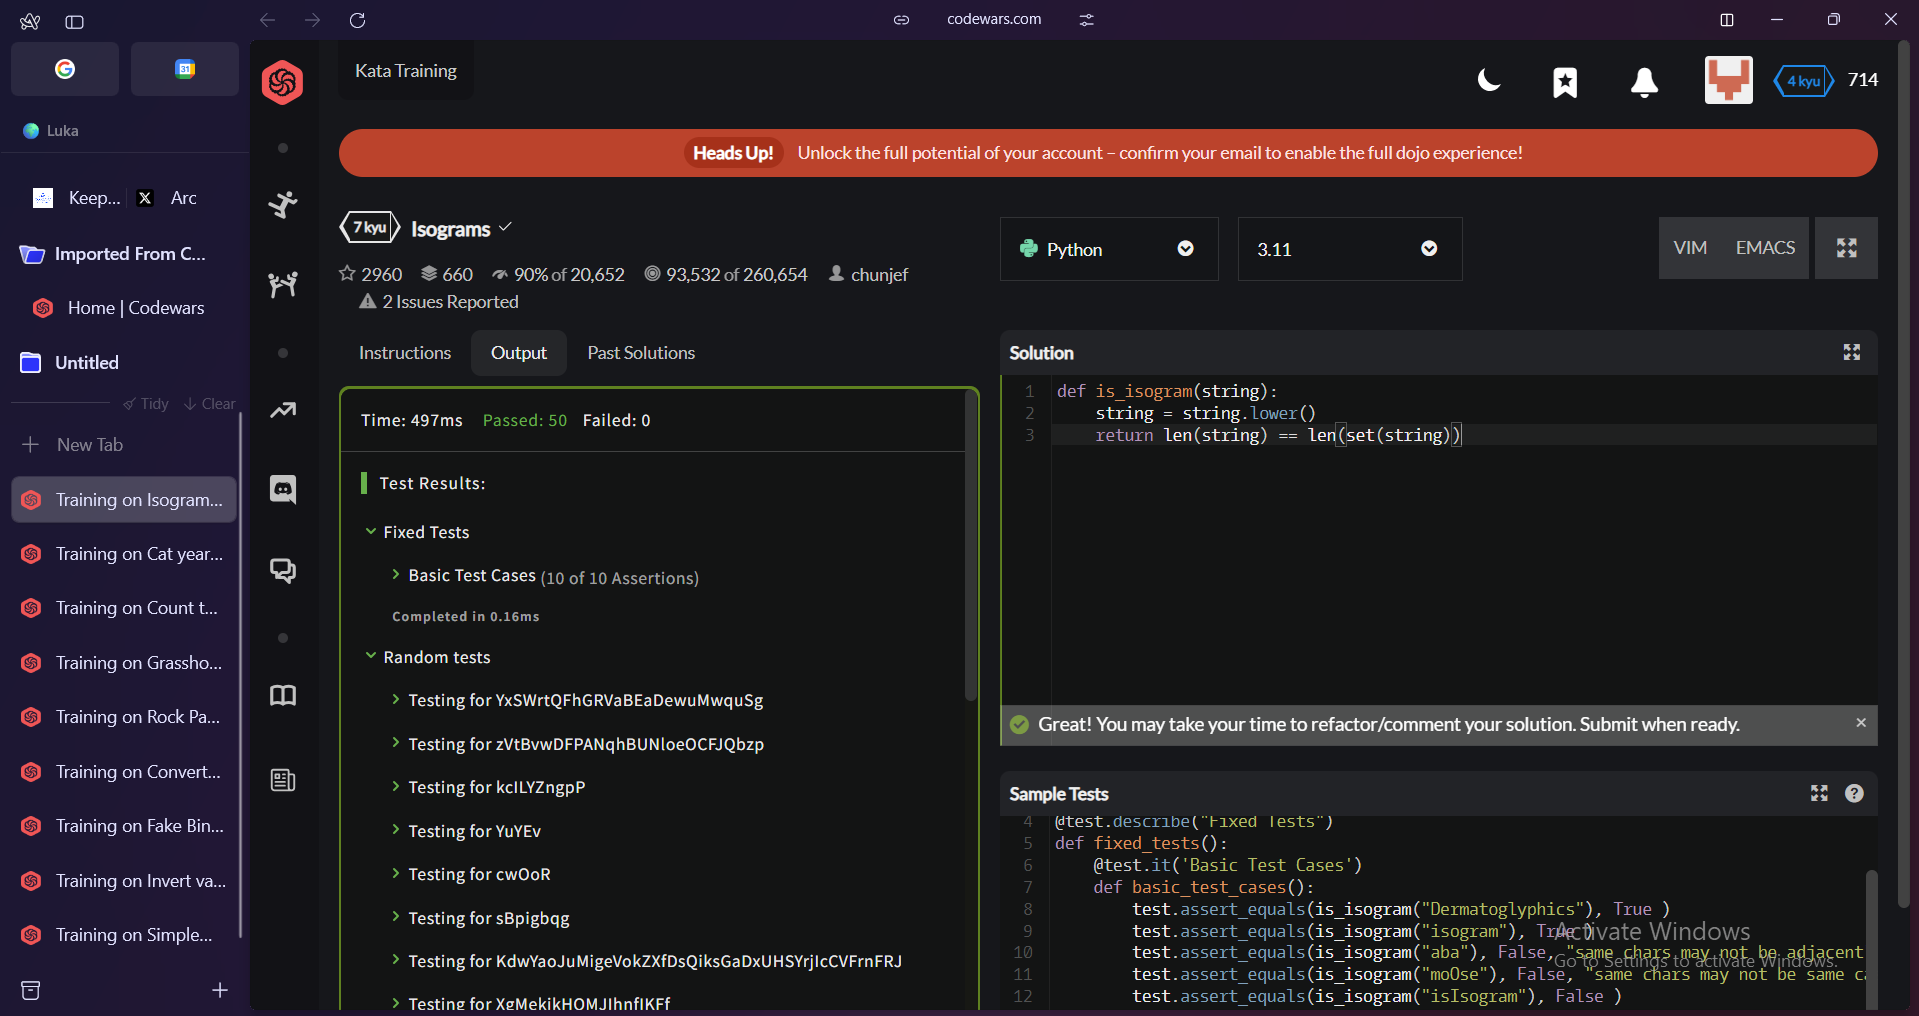 codewars.com
31
Luka
Keep...
Arc
Imported From C...
Home | Codewars
Untitled
Tidy
Clear
New Tab
Training on Isogram...
Training on Cat year...
Training on Count t...
Training on Grassho...
Training on Rock Pa...
Training on Convert...
Training on Fake Bin...
Training on Invert va...
Training on Simple...
Kata Training
4 kyu
714
Heads Up! Unlock the full potential of your account – confirm your email to enable the full dojo experience!
7 kyu Isograms
2960 660 90% of 20,652 93,532 of 260,654 chunjef
2 Issues Reported
Python
3.11
VIM EMACS
Instructions Output Past Solutions
Time: 497ms Passed: 50 Failed: 0
Test Results:
Fixed Tests
Basic Test Cases (10 of 10 Assertions)
Completed in 0.16ms
Random tests
Testing for YxSWrtQFhGRVaBEaDewuMwquSg
Testing for zVtBvwDFPANqhBUNloeOCFJQbzp
Testing for kcILYZngpP
Testing for YuYEv
Testing for cwOoR
Testing for sBpigbqg
Testing for KdwYaoJuMigeVokZXfDsQiksGaDxUHSYrjIcCVFrnFRJ
Testing for XgMekikHOMJIhnfIKFf
Solution
1 def is_isogram(string):
2 string = string.lower()
3 return len(string) == len(set(string))
Great! You may take your time to refactor/comment your solution. Submit when ready.
Sample Tests
4 @test.describe("Fixed Tests")
5 def fixed_tests():
6 @test.it('Basic Test Cases')
7 def basic_test_cases():
8 test.assert_equals(is_isogram("Dermatoglyphics"), True )
9 test.assert_equals(is_isogram("isogram"), True )
10 test.assert_equals(is_isogram("aba"), False, "same chars may not be adjacent
11 test.assert_equals(is_isogram("moOse"), False, "same chars may not be same ca
12 test.assert_equals(is_isogram("isIsogram"), False )
Activate Windows
Go to Settings to activate Windows.